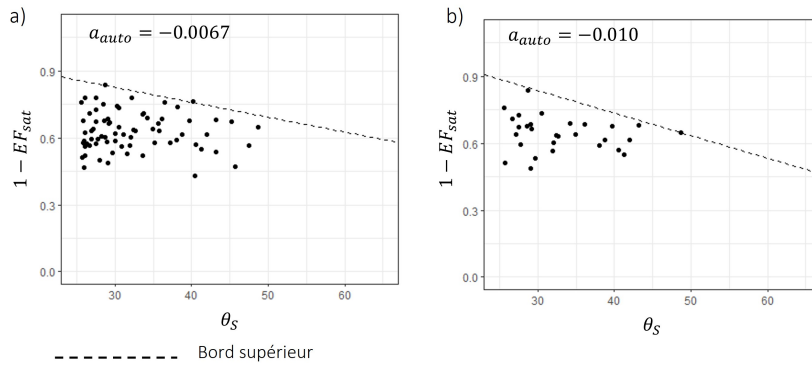 a)
a_auto = −0.0067
0.9
0.6
0.3
0.0
1 − EF_sat
30 40 50 60
θ_S
b)
a_auto = −0.010
0.9
0.6
0.3
0.0
1 − EF_sat
30 40 50 60
θ_S
Bord supérieur